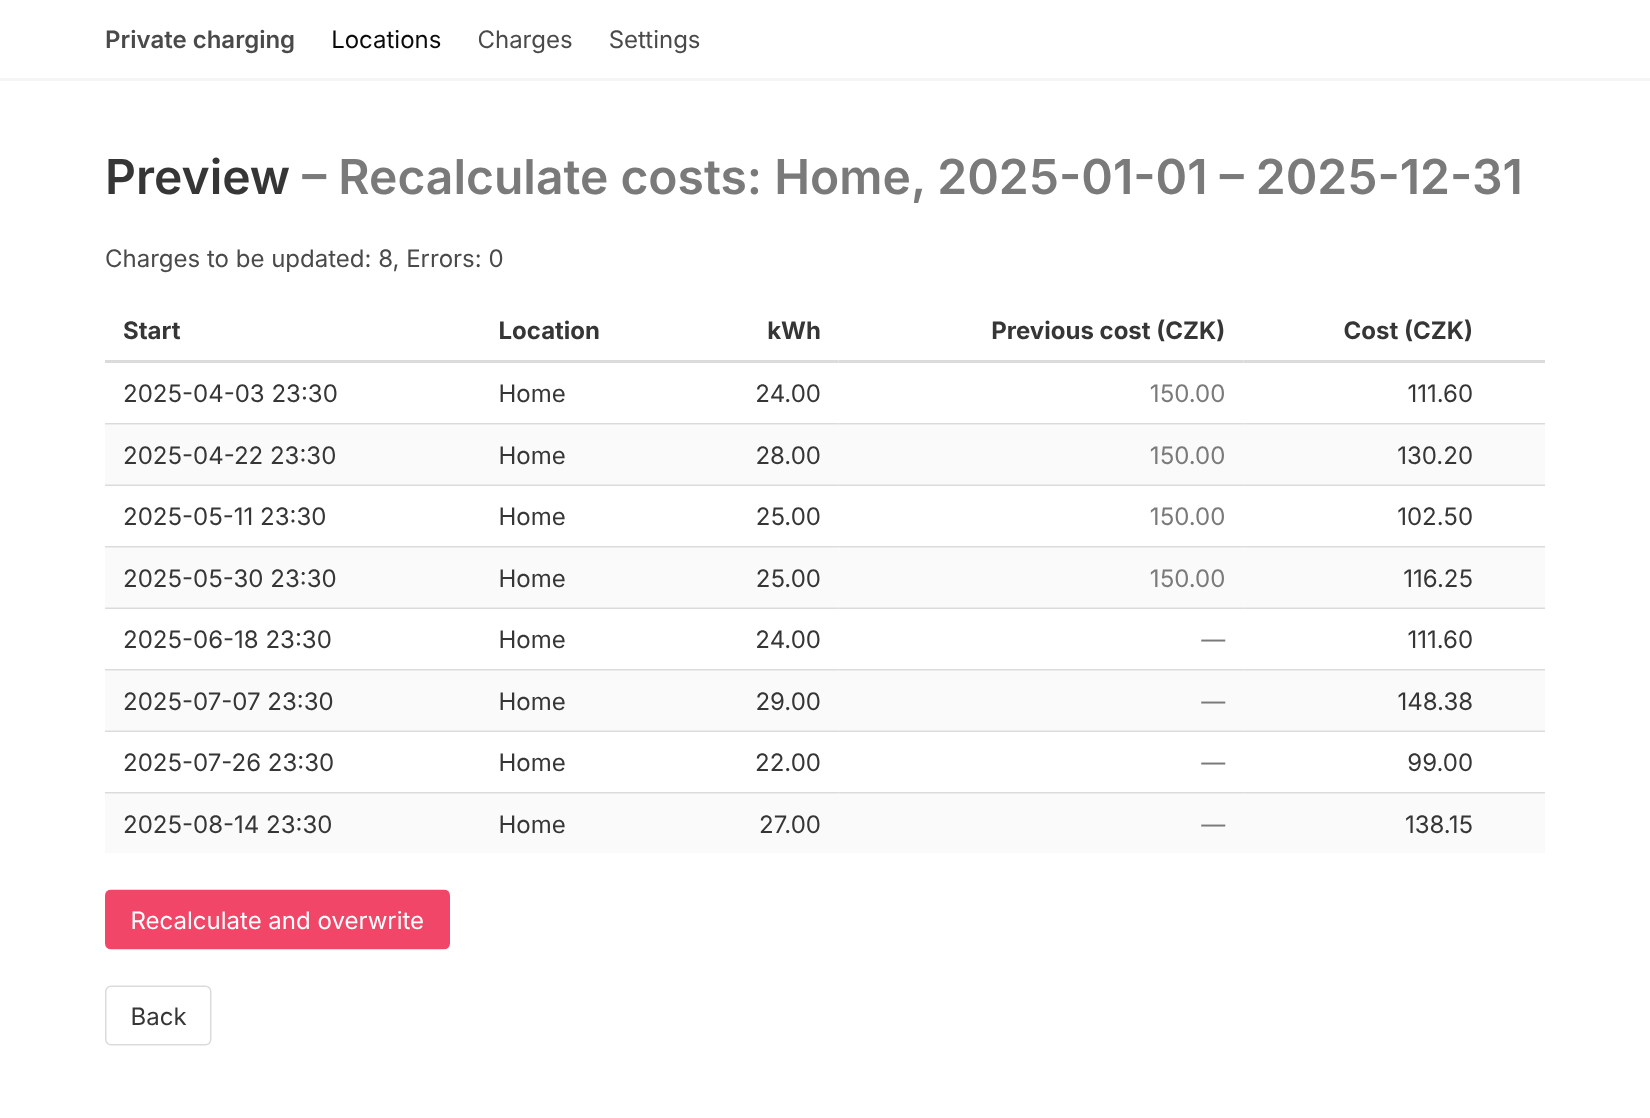 Private charging Locations Charges Settings
Preview – Recalculate costs: Home, 2025-01-01 – 2025-12-31
Charges to be updated: 8, Errors: 0
Start Location kWh Previous cost (CZK) Cost (CZK)
2025-04-03 23:30 Home 24.00 150.00 111.60
2025-04-22 23:30 Home 28.00 150.00 130.20
2025-05-11 23:30 Home 25.00 150.00 102.50
2025-05-30 23:30 Home 25.00 150.00 116.25
2025-06-18 23:30 Home 24.00 — 111.60
2025-07-07 23:30 Home 29.00 — 148.38
2025-07-26 23:30 Home 22.00 — 99.00
2025-08-14 23:30 Home 27.00 — 138.15
Recalculate and overwrite
Back